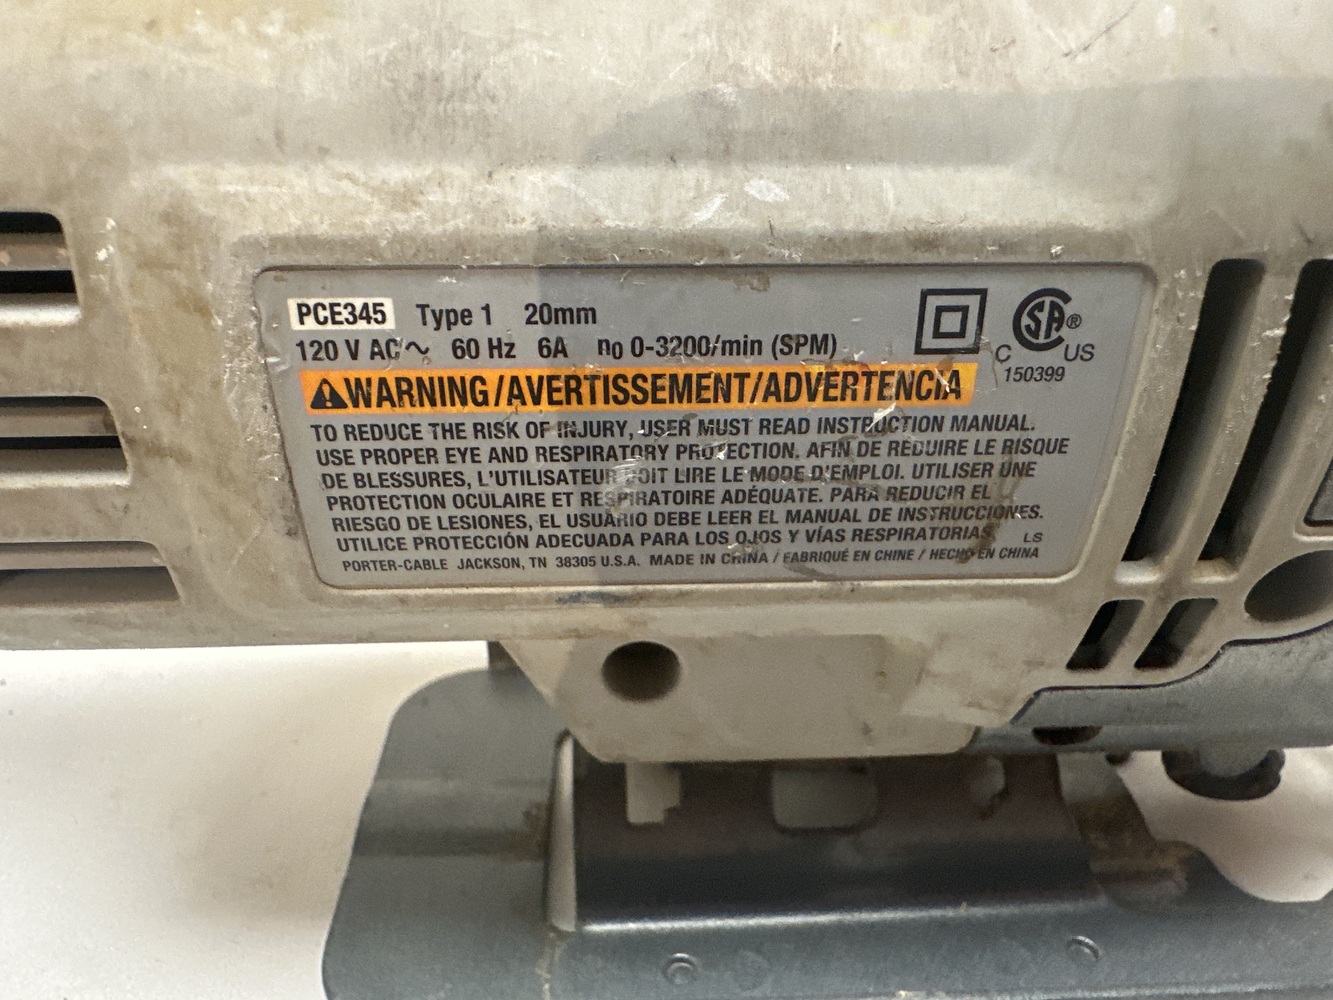 PCE345 Type 1 20mm
120 V AC ~ 60 Hz 6A no 0-3200/min (SPM)
⚠WARNING/AVERTISSEMENT/ADVERTENCIA
TO REDUCE THE RISK OF INJURY, USER MUST READ INSTRUCTION MANUAL.
USE PROPER EYE AND RESPIRATORY PROTECTION. AFIN DE REDUIRE LE RISQUE
DE BLESSURES, L'UTILISATEUR DOIT LIRE LE MODE D'EMPLOI. UTILISER UNE
PROTECTION OCULAIRE ET RESPIRATOIRE ADÉQUATE. PARA REDUCIR EL
RIESGO DE LESIONES, EL USUARIO DEBE LEER EL MANUAL DE INSTRUCCIONES.
UTILICE PROTECCIÓN ADECUADA PARA LOS OJOS Y VÍAS RESPIRATORIAS.
LS
PORTER-CABLE JACKSON, TN 38305 U.S.A. MADE IN CHINA / FABRIQUÉ EN CHINE / HECHO EN CHINA
C SA® US
150399